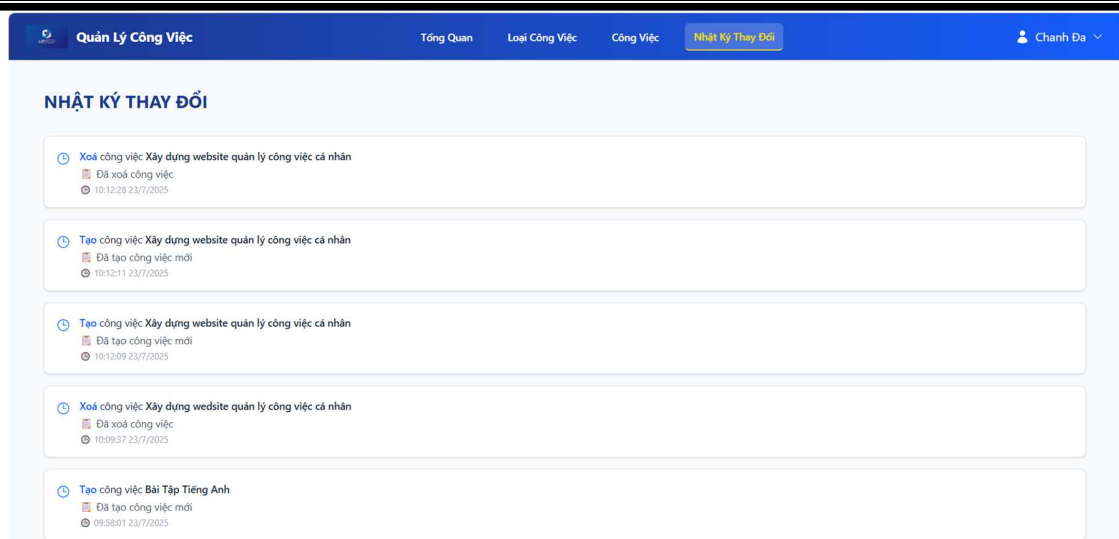 Quản Lý Công Việc
Tổng Quan
Loại Công Việc
Công Việc
Nhật Ký Thay Đổi
Chanh Đa
NHẬT KÝ THAY ĐỔI
Xoá công việc Xây dựng website quản lý công việc cá nhân
Đã xoá công việc
10:12:28 23/7/2025
Tạo công việc Xây dựng website quản lý công việc cá nhân
Đã tạo công việc mới
10:12:11 23/7/2025
Tạo công việc Xây dựng website quản lý công việc cá nhân
Đã tạo công việc mới
10:12:09 23/7/2025
Xoá công việc Xây dựng wedsite quản lý công việc cá nhân
Đã xoá công việc
10:09:37 23/7/2025
Tạo công việc Bài Tập Tiếng Anh
Đã tạo công việc mới
09:58:01 23/7/2025